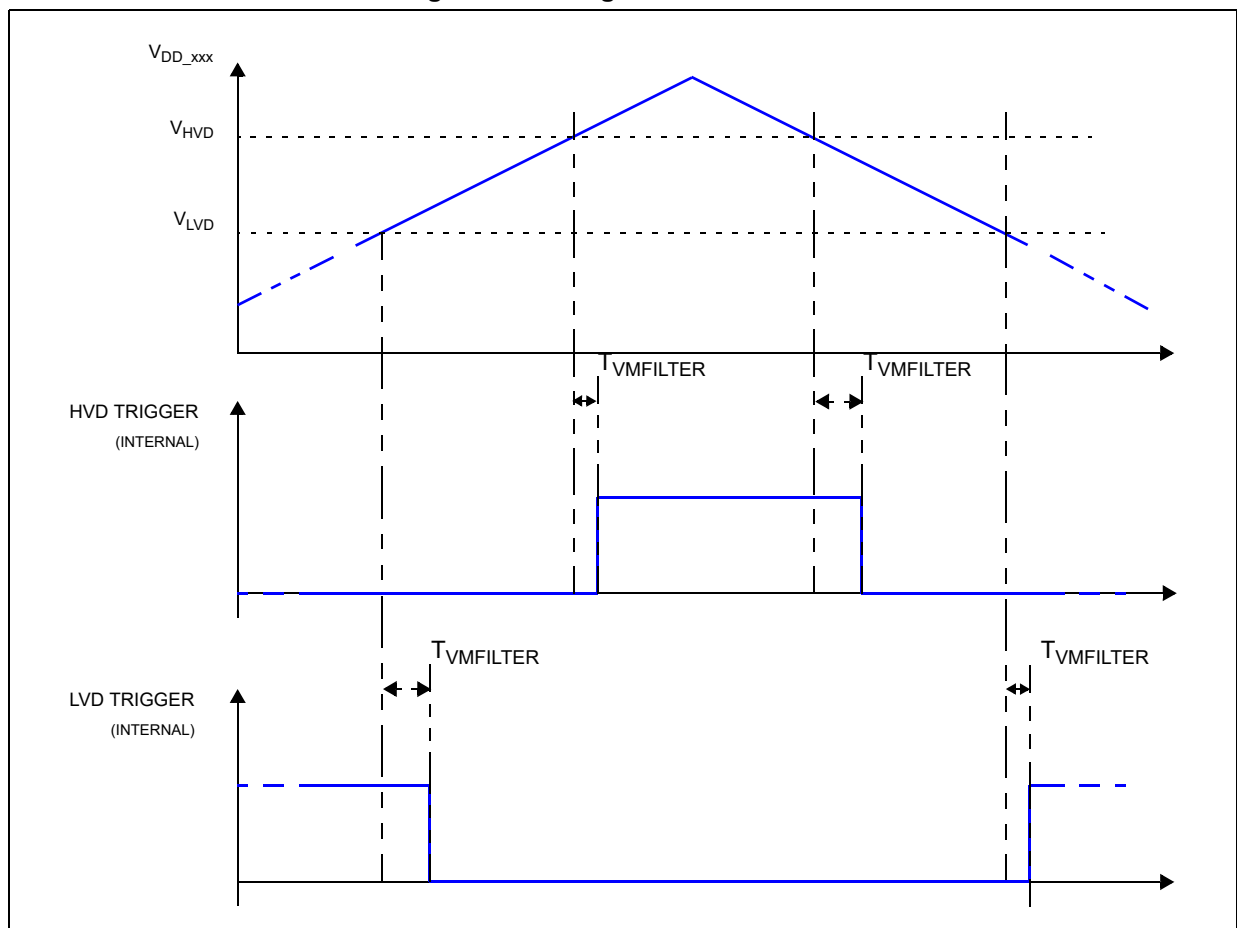 V_DD_xxx
V_HVD
V_LVD
T_VMFILTER T_VMFILTER
HVD TRIGGER
(INTERNAL)
T_VMFILTER T_VMFILTER
LVD TRIGGER
(INTERNAL)